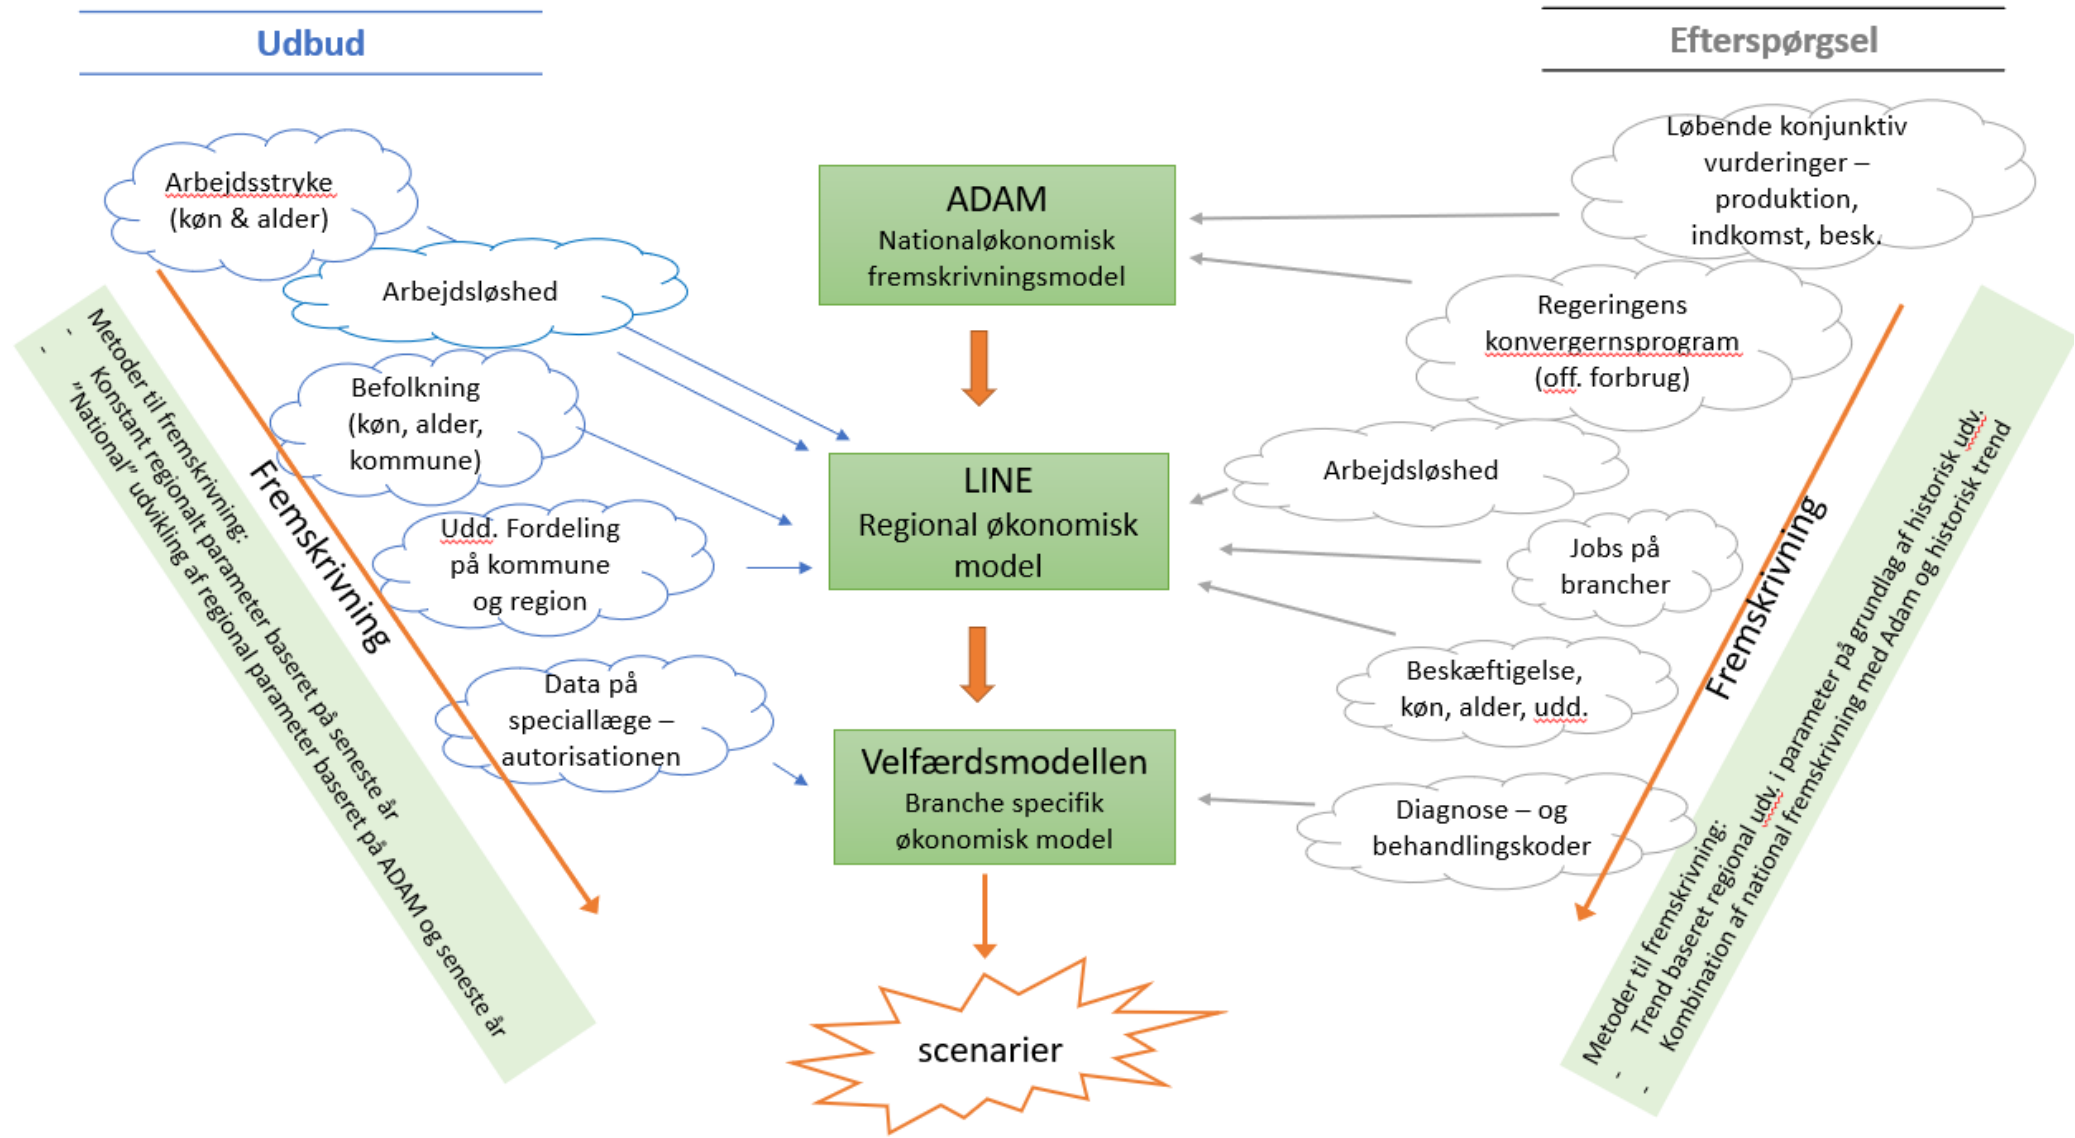 Udbud
Efterspørgsel
Arbejdsstryke
(køn & alder)
Arbejdsløshed
Befolkning
(køn, alder,
kommune)
Udd. Fordeling
på kommune
og region
Data på
speciallæge –
autorisationen
Fremskrivning
Metoder til fremskrivning:
- Konstant regionalt parameter baseret på seneste år
- ”National” udvikling af regional parameter baseret på ADAM og seneste år
ADAM
Nationaløkonomisk
fremskrivningsmodel
LINE
Regional økonomisk
model
Velfærdsmodellen
Branche specifik
økonomisk model
scenarier
Løbende konjunktiv
vurderinger –
produktion,
indkomst, besk.
Regeringens
konvergernsprogram
(off. forbrug)
Arbejdsløshed
Jobs på
brancher
Beskæftigelse,
køn, alder, udd.
Diagnose – og
behandlingskoder
Fremskrivning
Metoder til fremskrivning:
- Trend baseret regional udv. i parameter på grundlag af historisk udv.
- Kombination af national fremskrivning med Adam og historisk trend